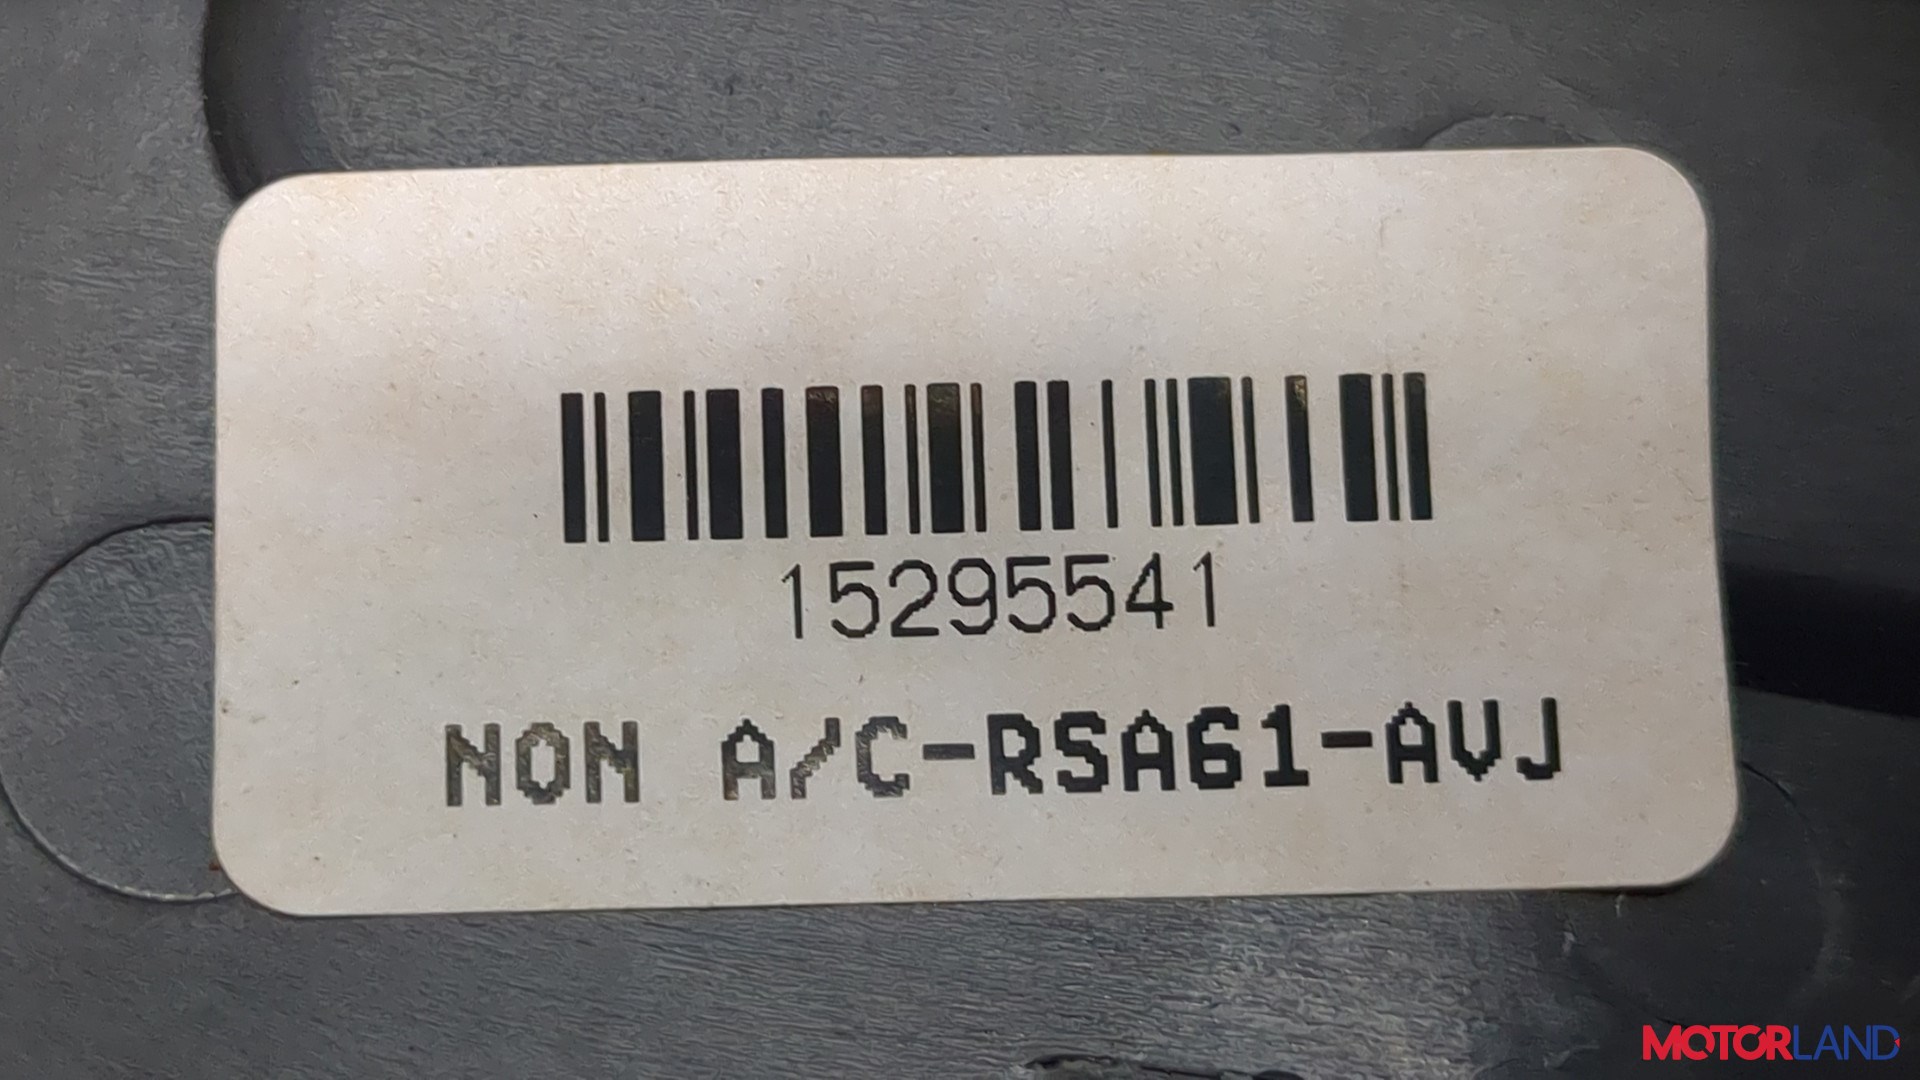 15295541
NON A/C-RSA61-AVJ
MOTORLAND